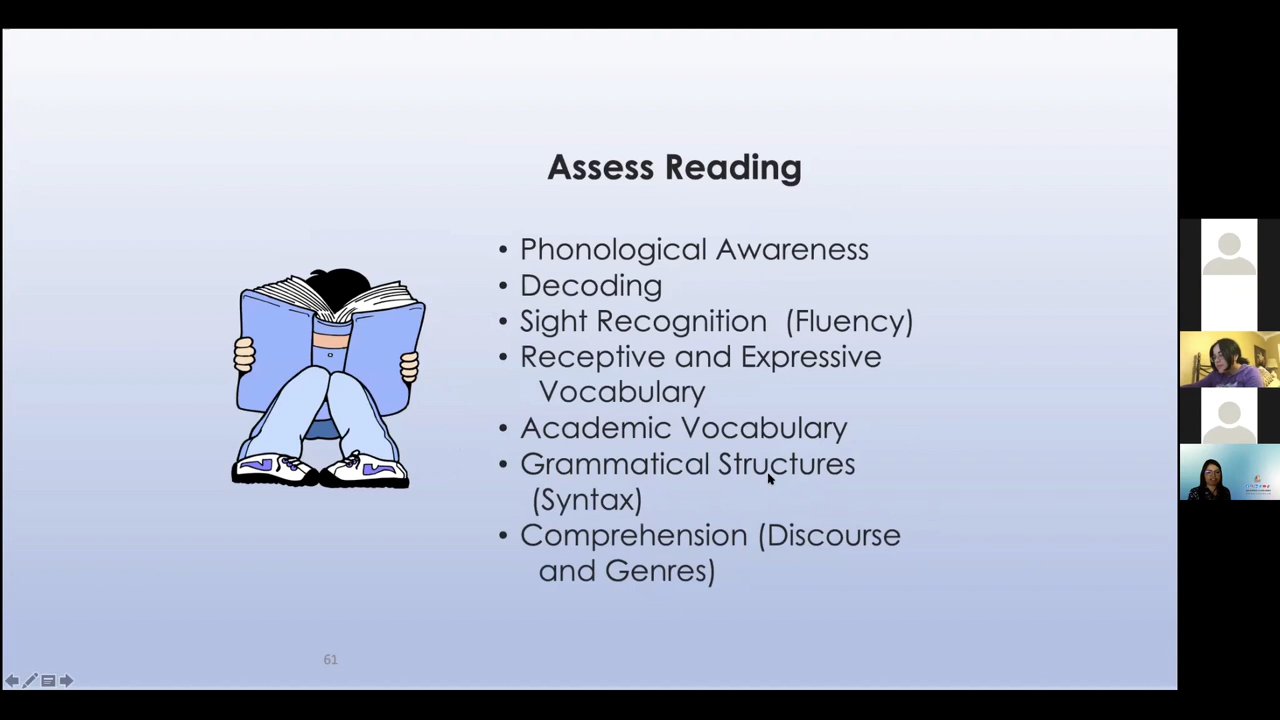 Assess Reading
• Phonological Awareness
• Decoding
• Sight Recognition (Fluency)
• Receptive and Expressive
Vocabulary
• Academic Vocabulary
• Grammatical Structures
(Syntax)
• Comprehension (Discourse
and Genres)
61